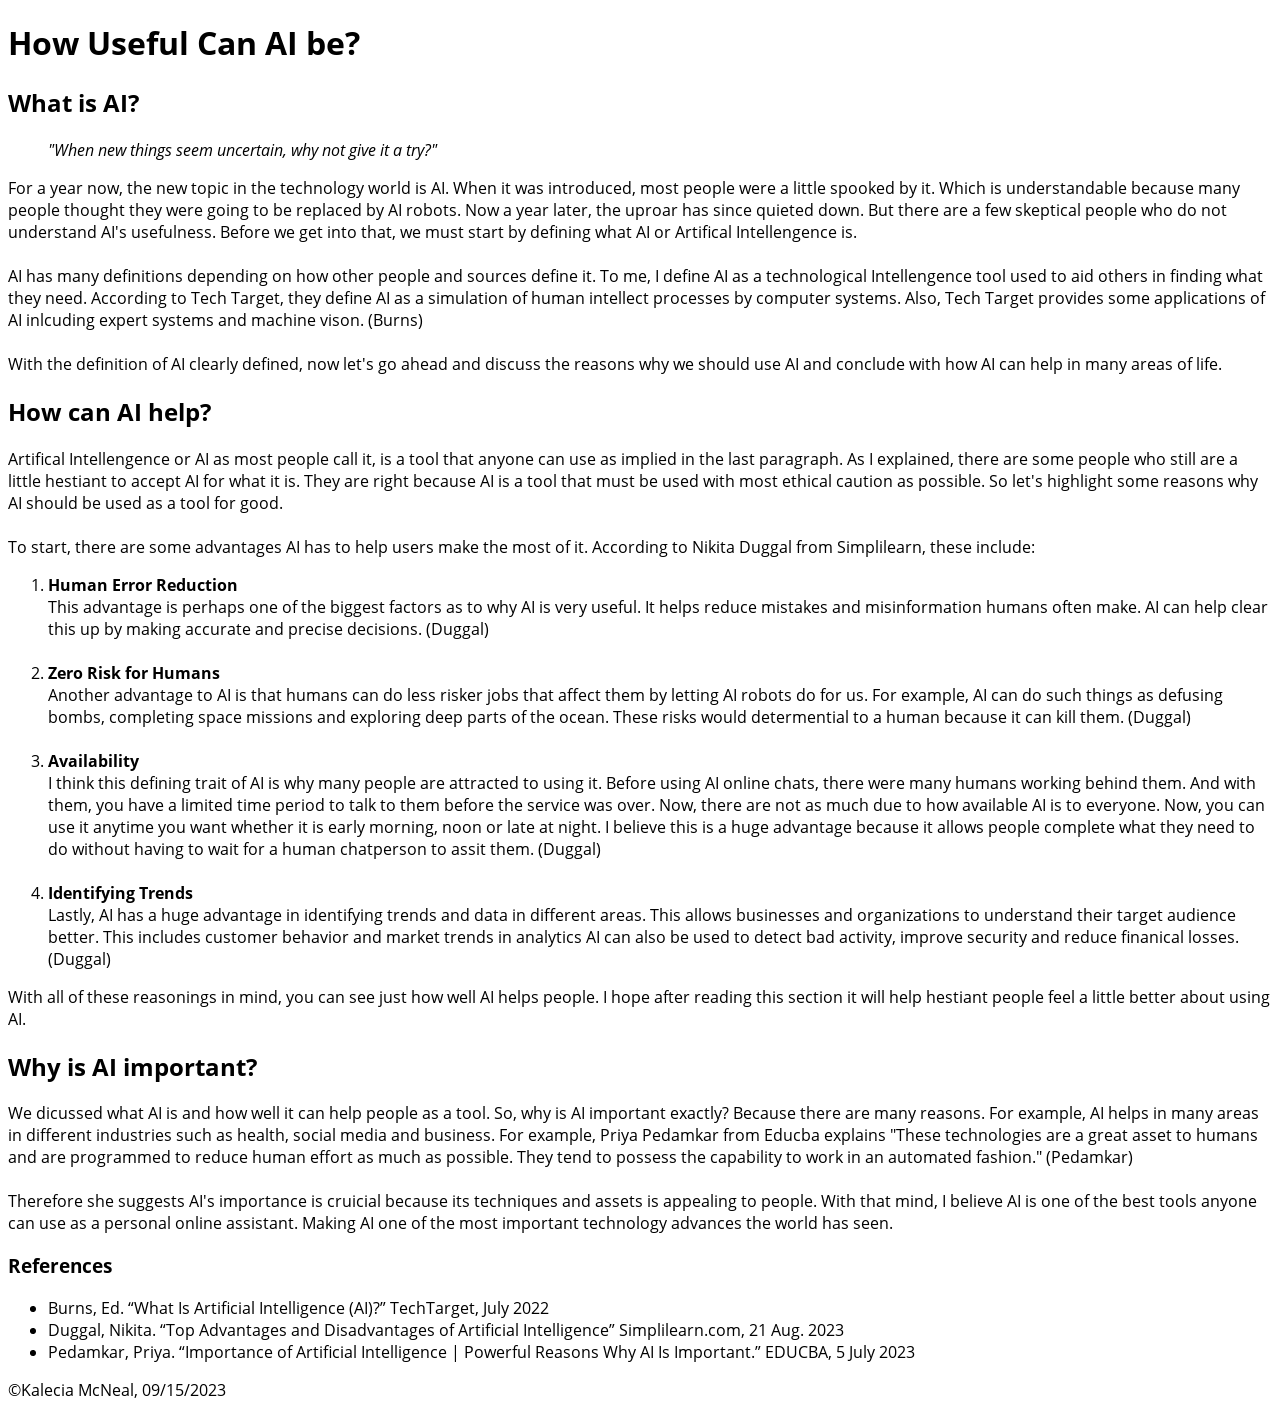 How Useful Can AI be?
What is AI?
"When new things seem uncertain, why not give it a try?"
For a year now, the new topic in the technology world is AI. When it was introduced, most people were a little spooked by it. Which is understandable because many
people thought they were going to be replaced by AI robots. Now a year later, the uproar has since quieted down. But there are a few skeptical people who do not
understand AI's usefulness. Before we get into that, we must start by defining what AI or Artifical Intellengence is.
AI has many definitions depending on how other people and sources define it. To me, I define AI as a technological Intellengence tool used to aid others in finding what
they need. According to Tech Target, they define AI as a simulation of human intellect processes by computer systems. Also, Tech Target provides some applications of
AI inlcuding expert systems and machine vison. (Burns)
With the definition of AI clearly defined, now let's go ahead and discuss the reasons why we should use AI and conclude with how AI can help in many areas of life.
How can AI help?
Artifical Intellengence or AI as most people call it, is a tool that anyone can use as implied in the last paragraph. As I explained, there are some people who still are a
little hestiant to accept AI for what it is. They are right because AI is a tool that must be used with most ethical caution as possible. So let's highlight some reasons why
AI should be used as a tool for good.
To start, there are some advantages AI has to help users make the most of it. According to Nikita Duggal from Simplilearn, these include:
1. Human Error Reduction
This advantage is perhaps one of the biggest factors as to why AI is very useful. It helps reduce mistakes and misinformation humans often make. AI can help clear
this up by making accurate and precise decisions. (Duggal)
2. Zero Risk for Humans
Another advantage to AI is that humans can do less risker jobs that affect them by letting AI robots do for us. For example, AI can do such things as defusing
bombs, completing space missions and exploring deep parts of the ocean. These risks would determential to a human because it can kill them. (Duggal)
3. Availability
I think this defining trait of AI is why many people are attracted to using it. Before using AI online chats, there were many humans working behind them. And with
them, you have a limited time period to talk to them before the service was over. Now, there are not as much due to how available AI is to everyone. Now, you can
use it anytime you want whether it is early morning, noon or late at night. I believe this is a huge advantage because it allows people complete what they need to
do without having to wait for a human chatperson to assit them. (Duggal)
4. Identifying Trends
Lastly, AI has a huge advantage in identifying trends and data in different areas. This allows businesses and organizations to understand their target audience
better. This includes customer behavior and market trends in analytics AI can also be used to detect bad activity, improve security and reduce finanical losses.
(Duggal)
With all of these reasonings in mind, you can see just how well AI helps people. I hope after reading this section it will help hestiant people feel a little better about using
AI.
Why is AI important?
We dicussed what AI is and how well it can help people as a tool. So, why is AI important exactly? Because there are many reasons. For example, AI helps in many areas
in different industries such as health, social media and business. For example, Priya Pedamkar from Educba explains "These technologies are a great asset to humans
and are programmed to reduce human effort as much as possible. They tend to possess the capability to work in an automated fashion." (Pedamkar)
Therefore she suggests AI's importance is cruicial because its techniques and assets is appealing to people. With that mind, I believe AI is one of the best tools anyone
can use as a personal online assistant. Making AI one of the most important technology advances the world has seen.
References
• Burns, Ed. “What Is Artificial Intelligence (AI)?” TechTarget, July 2022
• Duggal, Nikita. “Top Advantages and Disadvantages of Artificial Intelligence” Simplilearn.com, 21 Aug. 2023
• Pedamkar, Priya. “Importance of Artificial Intelligence | Powerful Reasons Why AI Is Important.” EDUCBA, 5 July 2023
©Kalecia McNeal, 09/15/2023